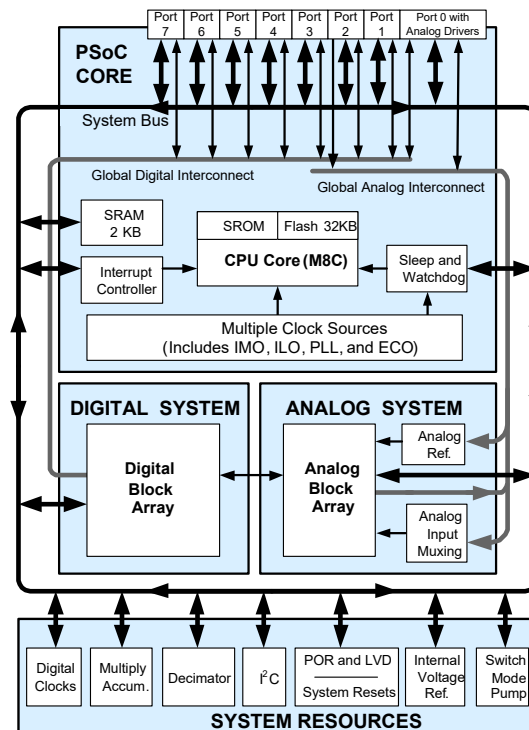 Port 7
Port 6
Port 5
Port 4
Port 3
Port 2
Port 1
Port 0 with
Analog Drivers
PSoC
CORE
System Bus
Global Digital Interconnect
Global Analog Interconnect
SRAM
2 KB
SROM
Flash 32KB
CPU Core (M8C)
Interrupt
Controller
Sleep and
Watchdog
Multiple Clock Sources
(Includes IMO, ILO, PLL, and ECO)
DIGITAL SYSTEM
ANALOG SYSTEM
Digital
Block
Array
Analog
Block
Array
Analog
Ref.
Analog
Input
Muxing
Digital
Clocks
Multiply
Accum.
Decimator
I²C
POR and LVD
System Resets
Internal
Voltage
Ref.
Switch
Mode
Pump
SYSTEM RESOURCES